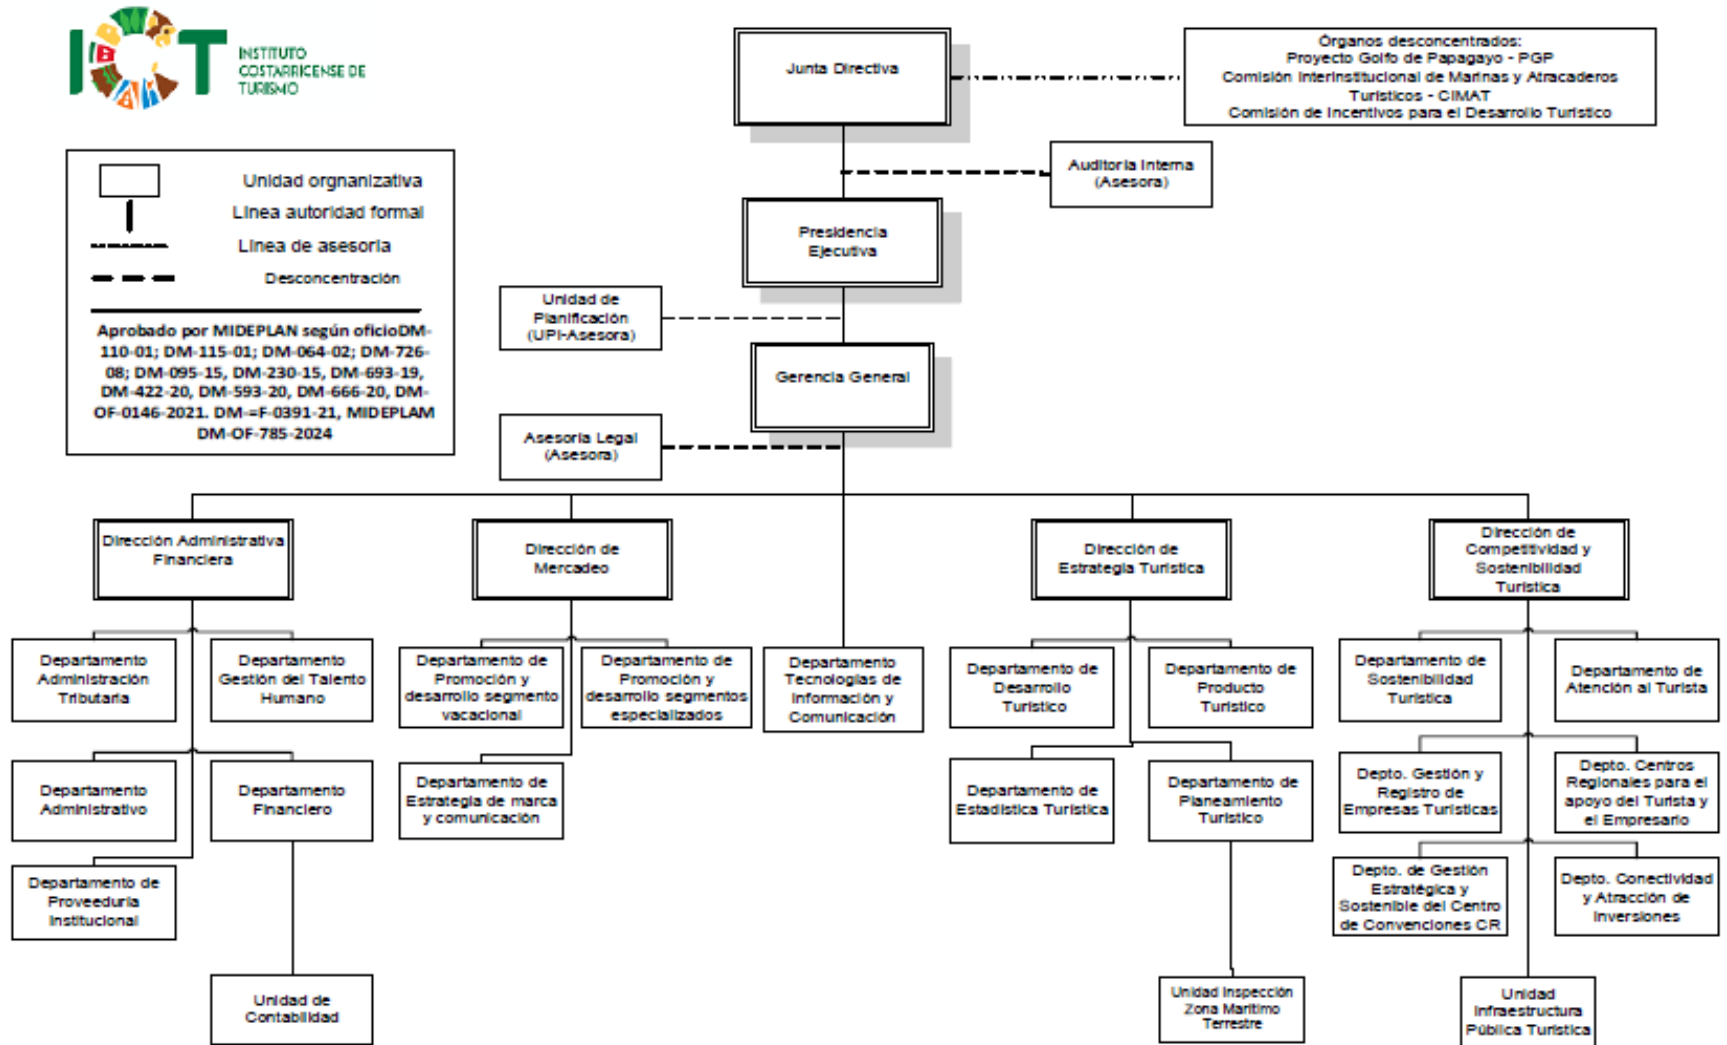 ICT
INSTITUTO
COSTARRICENSE DE
TURISMO
Junta Directiva
Órganos desconcentrados:
Proyecto Golfo de Papagayo - PGP
Comisión Interinstitucional de Marinas y Atracaderos
Turísticos - CIMAT
Comisión de Incentivos para el Desarrollo Turístico
Unidad orgnanizativa
Línea autoridad formal
Línea de asesoría
Desconcentración
Aprobado por MIDEPLAN según oficioDM-
110-01; DM-115-01; DM-064-02; DM-726-
08; DM-095-15, DM-230-15, DM-693-19,
DM-422-20, DM-593-20, DM-666-20, DM-
OF-0146-2021. DM-=F-0391-21, MIDEPLAM
DM-OF-785-2024
Auditoría Interna
(Asesora)
Presidencia
Ejecutiva
Unidad de
Planificación
(UPI-Asesora)
Gerencia General
Asesoría Legal
(Asesora)
Dirección Administrativa
Financiera
Dirección de
Mercadeo
Dirección de
Estrategia Turística
Dirección de
Competitividad y
Sostenibilidad
Turística
Departamento
Administración
Tributaria
Departamento
Gestión del Talento
Humano
Departamento de
Promoción y
desarrollo segmento
vacacional
Departamento de
Promoción y
desarrollo segmentos
especializados
Departamento
Tecnologías de
Información y
Comunicación
Departamento de
Desarrollo
Turístico
Departamento de
Producto
Turístico
Departamento de
Sostenibilidad
Turística
Departamento de
Atención al Turista
Departamento
Administrativo
Departamento
Financiero
Departamento de
Estrategia de marca
y comunicación
Departamento de
Estadística Turística
Departamento de
Planeamiento
Turístico
Depto. Gestión y
Registro de
Empresas Turísticas
Depto. Centros
Regionales para el
apoyo del Turista y
el Empresario
Departamento de
Proveeduría
Institucional
Depto. de Gestión
Estratégica y
Sostenible del Centro
de Convenciones CR
Depto. Conectividad
y Atracción de
Inversiones
Unidad de
Contabilidad
Unidad Inspección
Zona Marítimo
Terrestre
Unidad
Infraestructura
Pública Turística